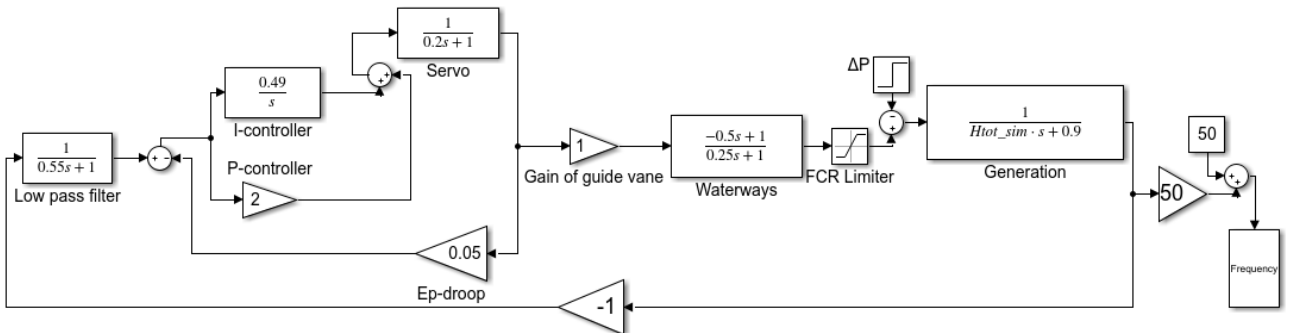 1
0.2s + 1
Servo
ΔP
0.49
s
I-controller
1
0.55s + 1
Low pass filter
P-controller
2
1
Gain of guide vane
-0.5s + 1
0.25s + 1
Waterways
FCR Limiter
1
Htot_sim · s + 0.9
Generation
50
50
Frequency
0.05
Ep-droop
-1